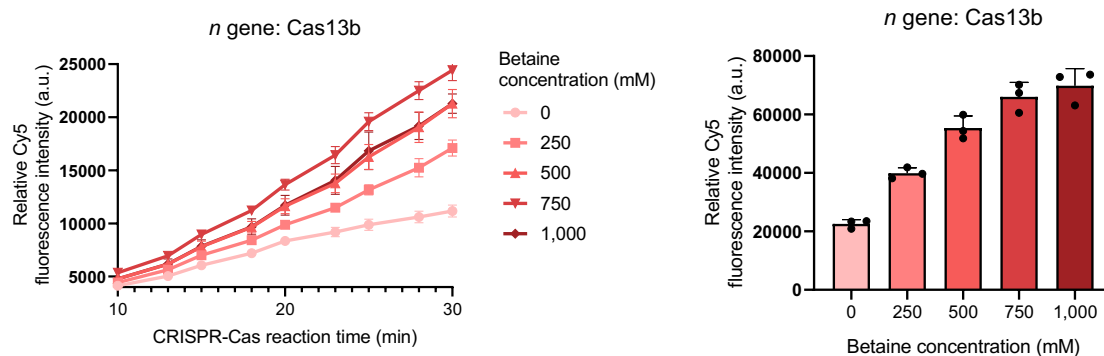 n gene: Cas13b
Relative Cy5
fluorescence intensity (a.u.)
25000
20000
15000
10000
5000
10
20
30
CRISPR-Cas reaction time (min)
Betaine
concentration (mM)
0
250
500
750
1,000
n gene: Cas13b
Relative Cy5
fluorescence intensity (a.u.)
80000
60000
40000
20000
0
0
250
500
750
1,000
Betaine concentration (mM)